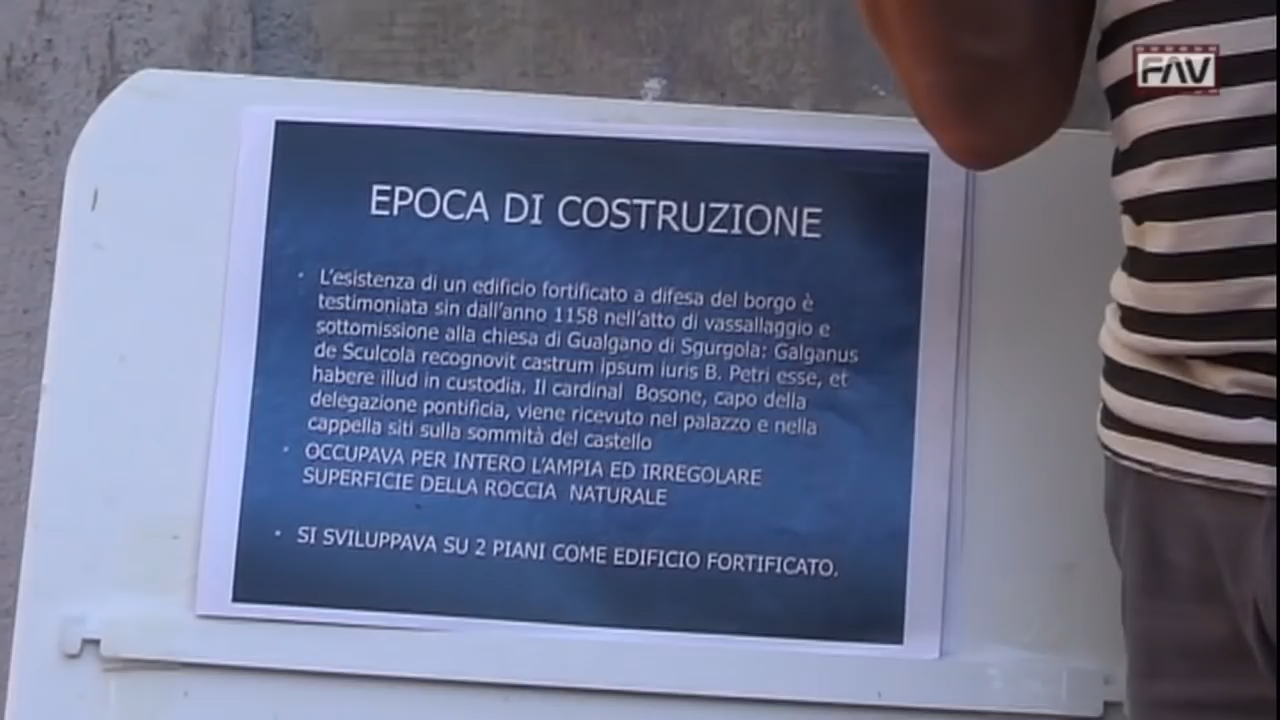 FAV
EPOCA DI COSTRUZIONE
• L'esistenza di un edificio fortificato a difesa del borgo è
testimoniata sin dall'anno 1158 nell'atto di vassallaggio e
sottomissione alla chiesa di Gualgano di Sgurgola: Galganus
de Sculcola recognovit castrum ipsum iuris B. Petri esse, et
habere illud in custodia. Il cardinal Bosone, capo della
delegazione pontificia, viene ricevuto nel palazzo e nella
cappella siti sulla sommità del castello
• OCCUPAVA PER INTERO L'AMPIA ED IRREGOLARE
SUPERFICIE DELLA ROCCIA NATURALE
• SI SVILUPPAVA SU 2 PIANI COME EDIFICIO FORTIFICATO.